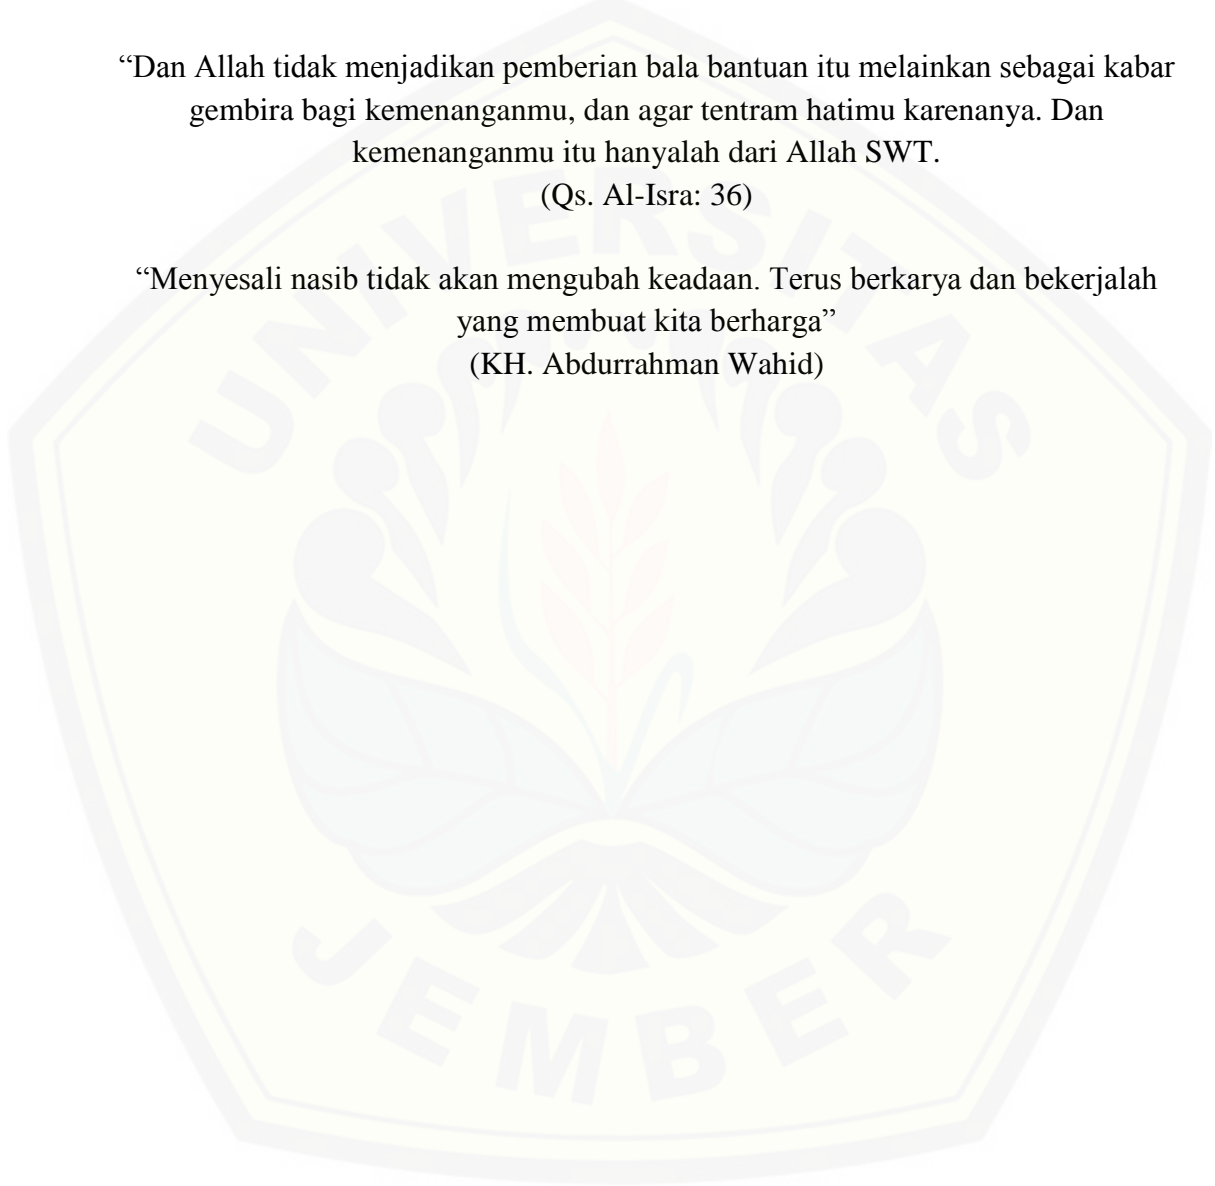 “Dan Allah tidak menjadikan pemberian bala bantuan itu melainkan sebagai kabar
gembira bagi kemenanganmu, dan agar tentram hatimu karenanya. Dan
kemenanganmu itu hanyalah dari Allah SWT.
(Qs. Al-Isra: 36)
“Menyesali nasib tidak akan mengubah keadaan. Terus berkarya dan bekerjalah
yang membuat kita berharga”
(KH. Abdurrahman Wahid)
UNIVERSITAS
JEMBER